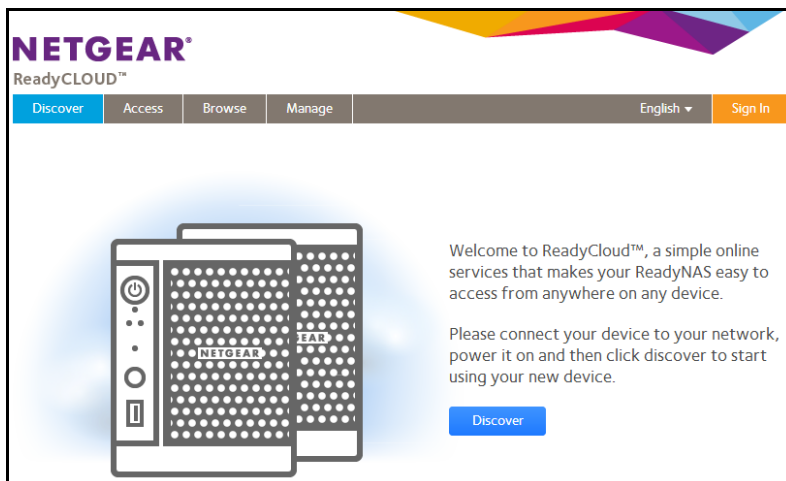 NETGEAR®
ReadyCLOUD™
Discover Access Browse Manage English Sign In
Welcome to ReadyCloud™, a simple online
services that makes your ReadyNAS easy to
access from anywhere on any device.
Please connect your device to your network,
power it on and then click discover to start
using your new device.
Discover
NETGEAR
EAR